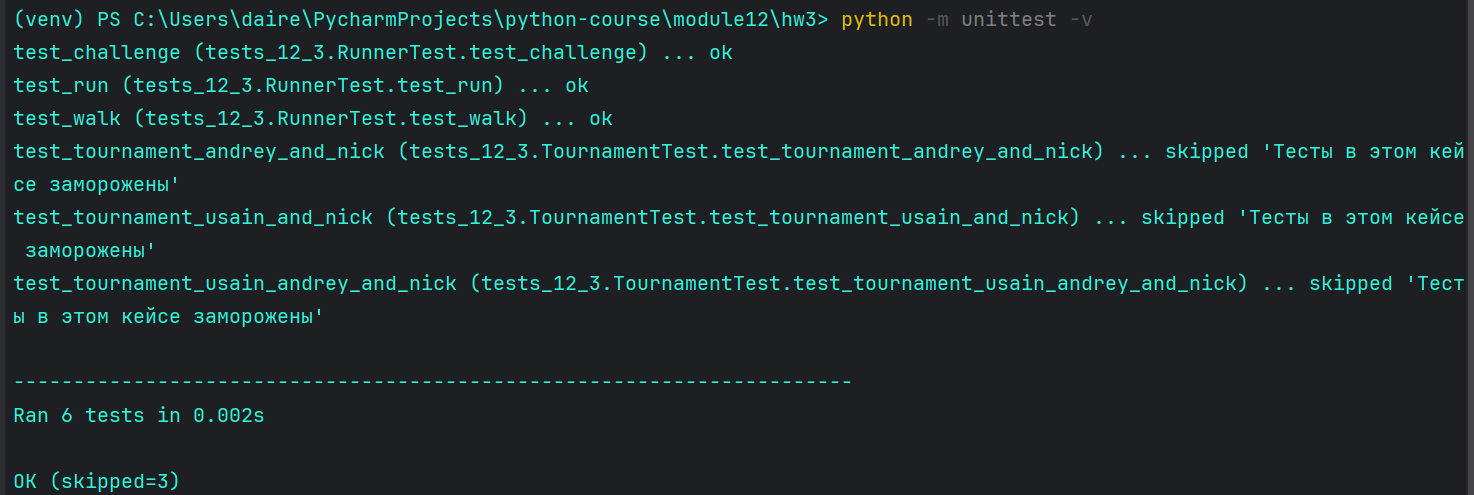 (venv) PS C:\Users\daire\PycharmProjects\python-course\module12\hw3> python -m unittest -v
test_challenge (tests_12_3.RunnerTest.test_challenge) ... ok
test_run (tests_12_3.RunnerTest.test_run) ... ok
test_walk (tests_12_3.RunnerTest.test_walk) ... ok
test_tournament_andrey_and_nick (tests_12_3.TournamentTest.test_tournament_andrey_and_nick) ... skipped 'Тесты в этом кей
се заморожены'
test_tournament_usain_and_nick (tests_12_3.TournamentTest.test_tournament_usain_and_nick) ... skipped 'Тесты в этом кейсе
 заморожены'
test_tournament_usain_andrey_and_nick (tests_12_3.TournamentTest.test_tournament_usain_andrey_and_nick) ... skipped 'Тест
ы в этом кейсе заморожены'
----------------------------------------------------------------------
Ran 6 tests in 0.002s
OK (skipped=3)